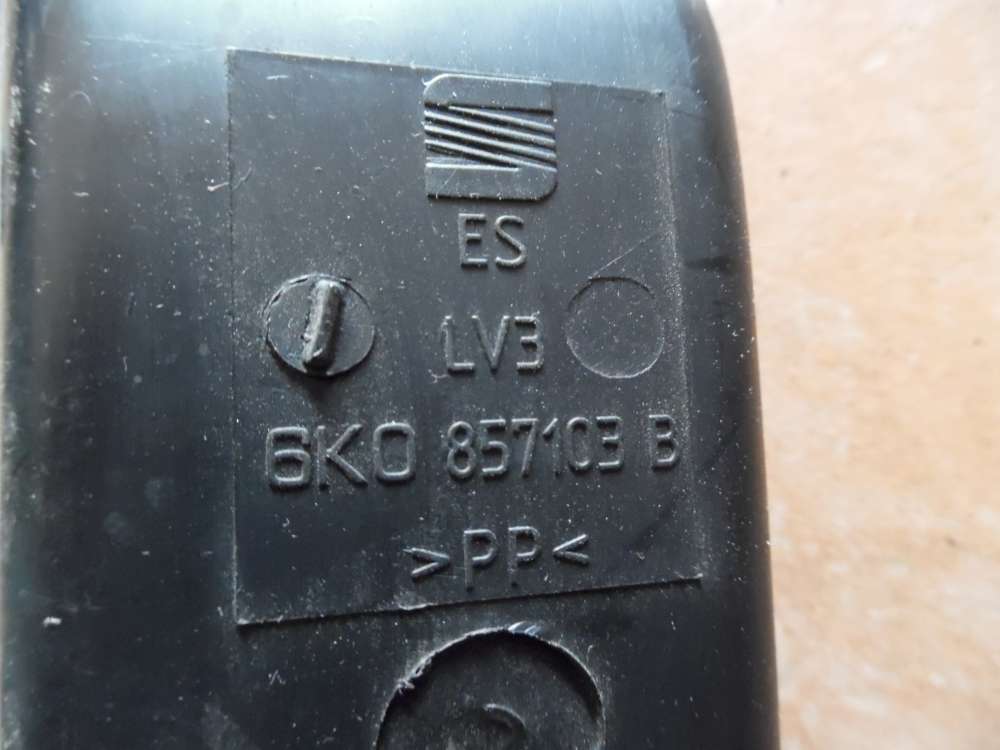 ES
LV3
6K0 857103 B
>PP<